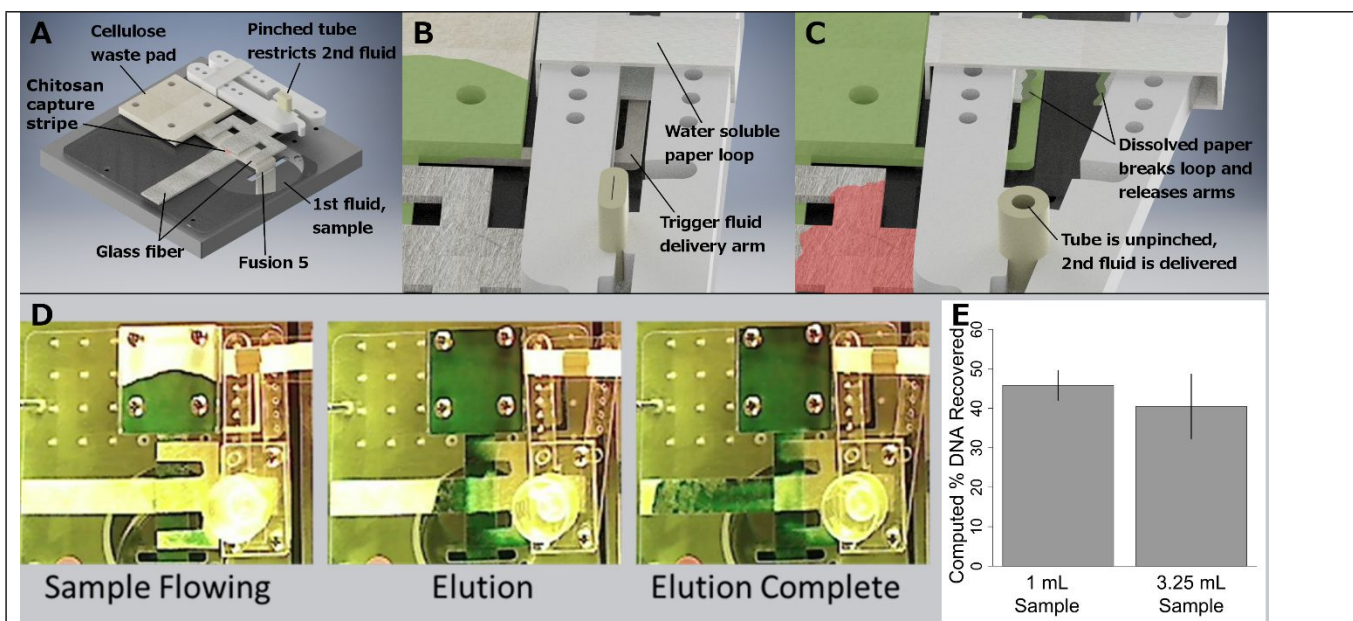 A
Cellulose
waste pad
Pinched tube
restricts 2nd fluid
Chitosan
capture
stripe
1st fluid,
sample
Glass fiber
Fusion 5
B
Water soluble
paper loop
Trigger fluid
delivery arm
C
Dissolved paper
breaks loop and
releases arms
Tube is unpinched,
2nd fluid is delivered
D
Sample Flowing
Elution
Elution Complete
E
Computed % DNA Recovered
60
50
40
30
20
10
0
1 mL
Sample
3.25 mL
Sample